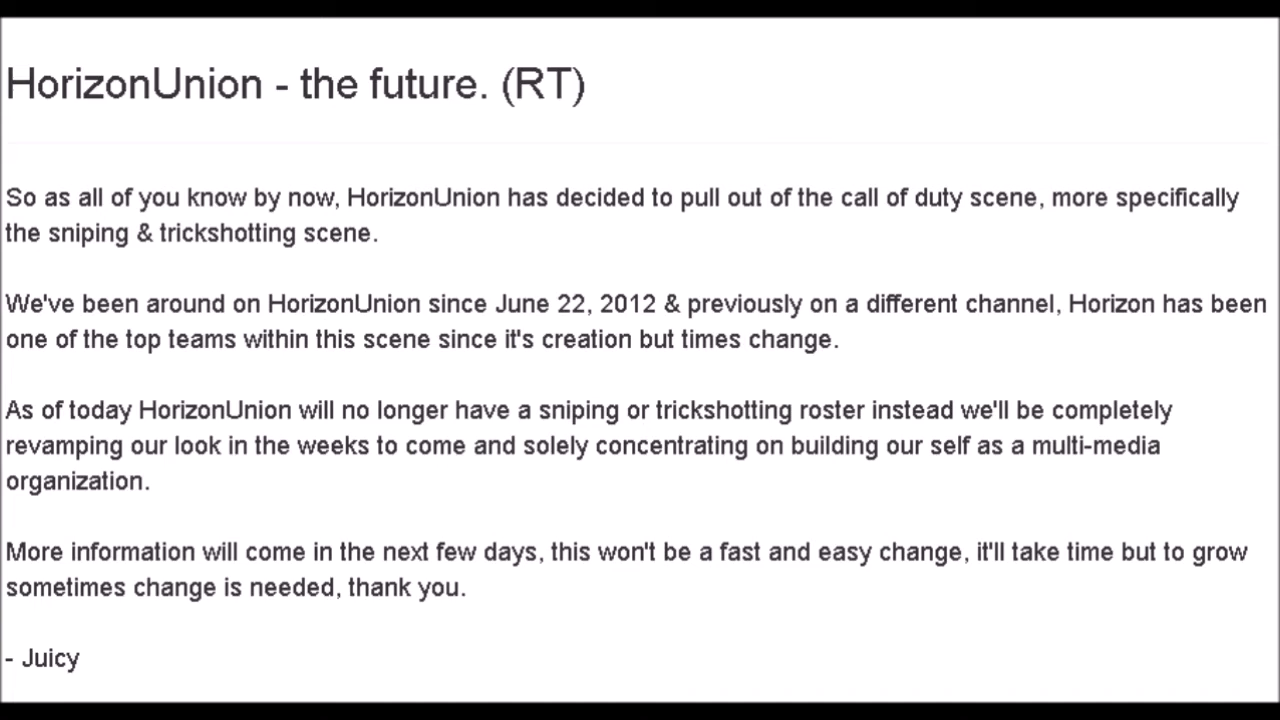 HorizonUnion - the future. (RT)
So as all of you know by now, HorizonUnion has decided to pull out of the call of duty scene, more specifically
the sniping & trickshotting scene.
We've been around on HorizonUnion since June 22, 2012 & previously on a different channel, Horizon has been
one of the top teams within this scene since it's creation but times change.
As of today HorizonUnion will no longer have a sniping or trickshotting roster instead we'll be completely
revamping our look in the weeks to come and solely concentrating on building our self as a multi-media
organization.
More information will come in the next few days, this won't be a fast and easy change, it'll take time but to grow
sometimes change is needed, thank you.
- Juicy